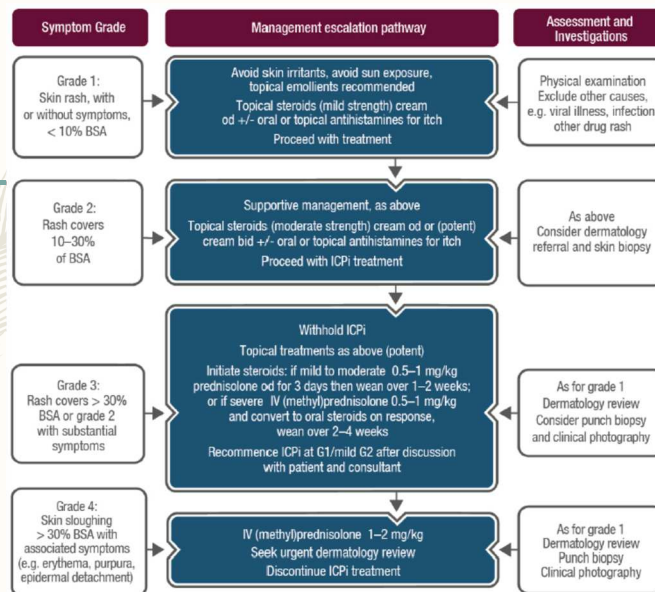 Symptom Grade
Management escalation pathway
Assessment and
Investigations
Grade 1:
Skin rash, with
or without symptoms,
< 10% BSA
Avoid skin irritants, avoid sun exposure,
topical emollients recommended
Topical steroids (mild strength) cream
od +/- oral or topical antihistamines for itch
Proceed with treatment
Physical examination
Exclude other causes,
e.g. viral illness, infection
other drug rash
Grade 2:
Rash covers
10–30%
of BSA
Supportive management, as above
Topical steroids (moderate strength) cream od or (potent)
cream bid +/- oral or topical antihistamines for itch
Proceed with ICPi treatment
As above
Consider dermatology
referral and skin biopsy
Grade 3:
Rash covers > 30%
BSA or grade 2
with substantial
symptoms
Withhold ICPi
Topical treatments as above (potent)
Initiate steroids: if mild to moderate 0.5–1 mg/kg
prednisolone od for 3 days then wean over 1–2 weeks;
or if severe IV (methyl)prednisolone 0.5–1 mg/kg
and convert to oral steroids on response,
wean over 2–4 weeks
Recommence ICPi at G1/mild G2 after discussion
with patient and consultant
As for grade 1
Dermatology review
Consider punch biopsy
and clinical photography
Grade 4:
Skin sloughing
> 30% BSA with
associated symptoms
(e.g. erythema, purpura,
epidermal detachment)
IV (methyl)prednisolone 1–2 mg/kg
Seek urgent dermatology review
Discontinue ICPi treatment
As for grade 1
Dermatology review
Punch biopsy
Clinical photography